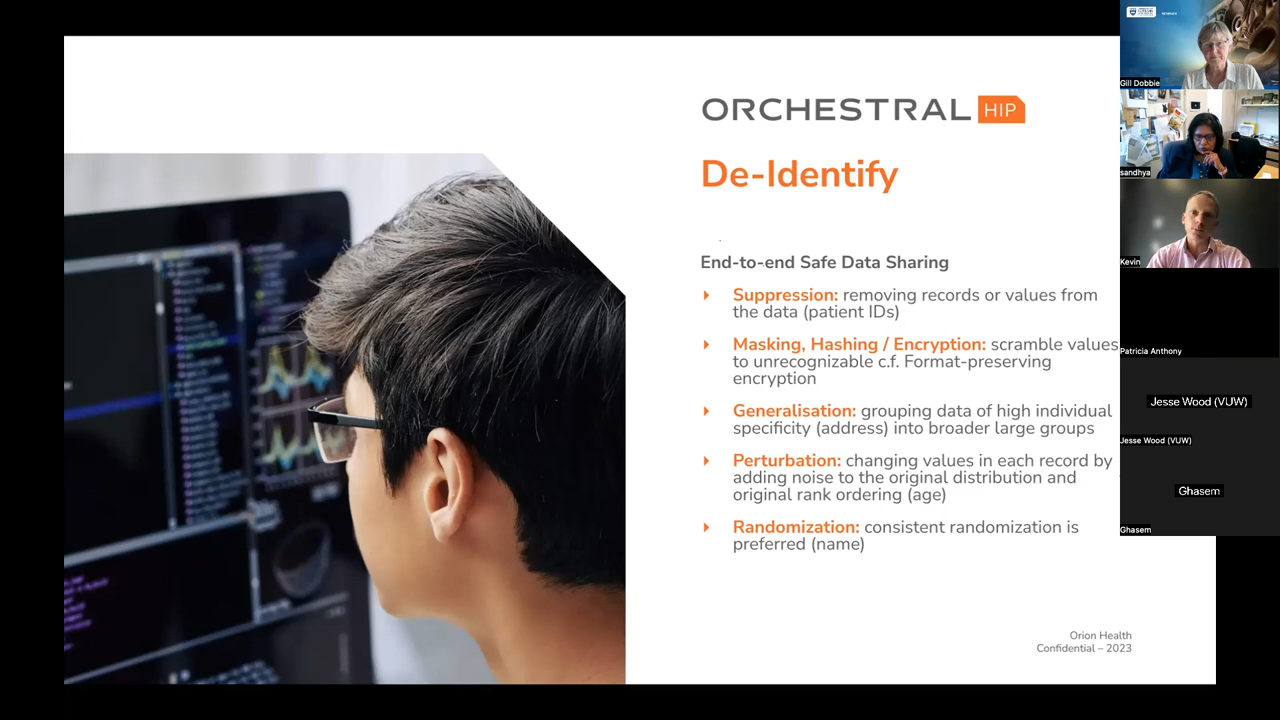 ORCHESTRAL HIP
De-Identify
End-to-end Safe Data Sharing
Suppression: removing records or values from
the data (patient IDs)
Masking, Hashing / Encryption: scramble values
to unrecognizable c.f. Format-preserving
encryption
Generalisation: grouping data of high individual
specificity (address) into broader large groups
Perturbation: changing values in each record by
adding noise to the original distribution and
original rank ordering (age)
Randomization: consistent randomization is
preferred (name)
Orion Health
Confidential – 2023
Gill Dobbie
sandhya
Kevin
Patricia Anthony
Jesse Wood (VUW)
Jesse Wood (VUW)
Ghasem
Ghasem